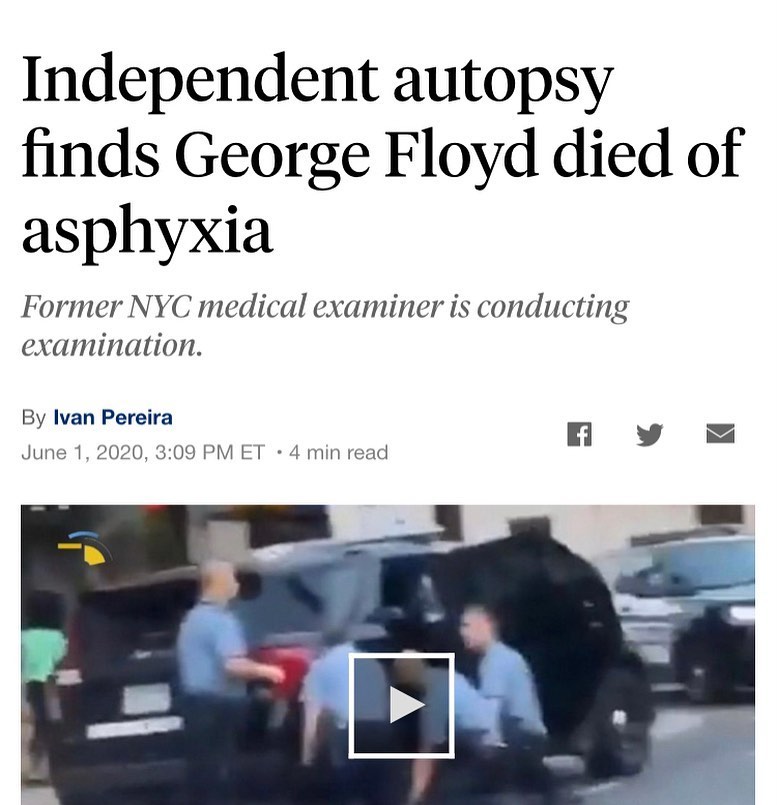 Independent autopsy
finds George Floyd died of
asphyxia
Former NYC medical examiner is conducting
examination.
By Ivan Pereira
June 1, 2020, 3:09 PM ET • 4 min read